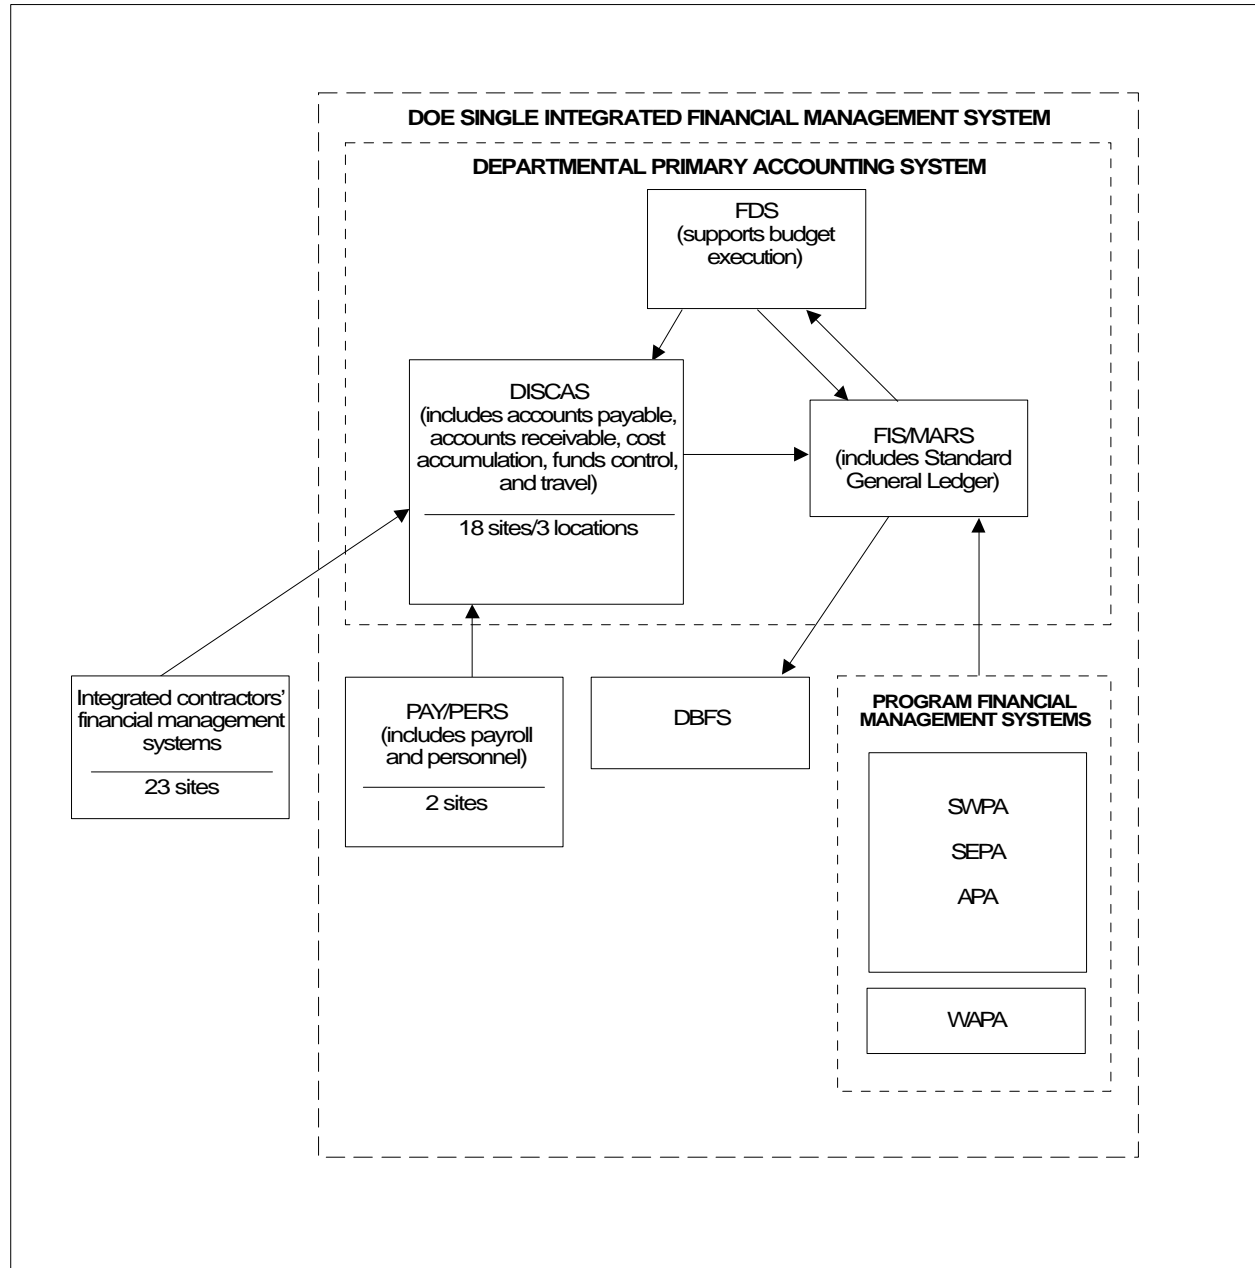 DOE SINGLE INTEGRATED FINANCIAL MANAGEMENT SYSTEM
DEPARTMENTAL PRIMARY ACCOUNTING SYSTEM
FDS
(supports budget
execution)
DISCAS
(includes accounts payable,
accounts receivable, cost
accumulation, funds control,
and travel)
18 sites/3 locations
FIS/MARS
(includes Standard
General Ledger)
Integrated contractors'
financial management
systems
23 sites
PAY/PERS
(includes payroll
and personnel)
2 sites
DBFS
PROGRAM FINANCIAL
MANAGEMENT SYSTEMS
SWPA
SEPA
APA
WAPA